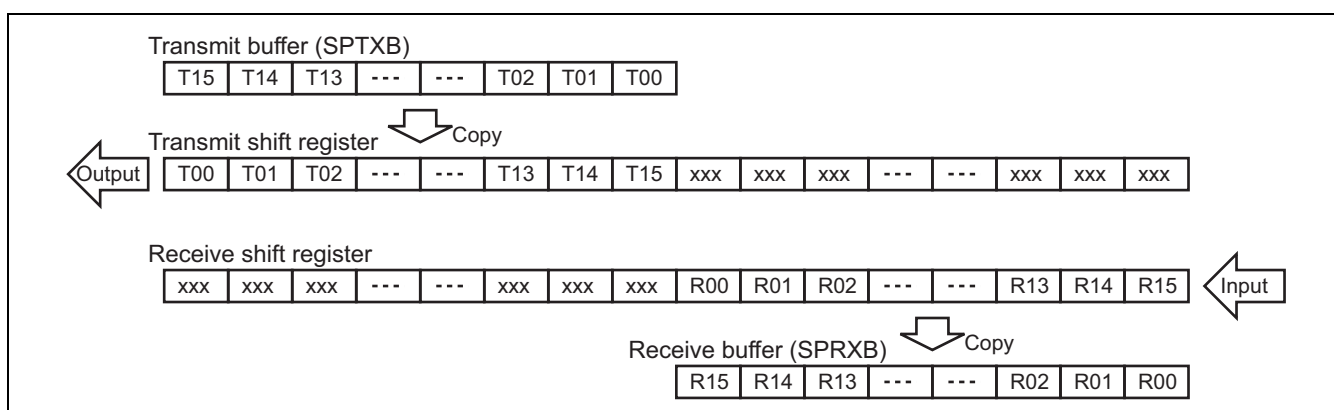 Transmit buffer (SPTXB)
T15 T14 T13 --- --- T02 T01 T00
Copy
Transmit shift register
Output T00 T01 T02 --- --- T13 T14 T15 xxx xxx xxx --- --- xxx xxx xxx
Receive shift register
xxx xxx xxx --- --- xxx xxx xxx R00 R01 R02 --- --- R13 R14 R15 Input
Copy
Receive buffer (SPRXB)
R15 R14 R13 --- --- R02 R01 R00